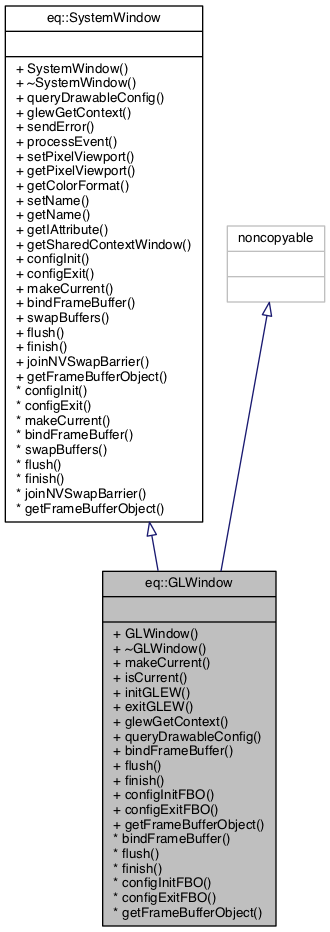 eq::SystemWindow
+ SystemWindow()
+ ~SystemWindow()
+ queryDrawableConfig()
+ glewGetContext()
+ sendError()
+ processEvent()
+ setPixelViewport()
+ getPixelViewport()
+ getColorFormat()
+ setName()
+ getName()
+ getIAttribute()
+ getSharedContextWindow()
+ configInit()
+ configExit()
+ makeCurrent()
+ bindFrameBuffer()
+ swapBuffers()
+ flush()
+ finish()
+ joinNVSwapBarrier()
+ getFrameBufferObject()
* configInit()
* configExit()
* makeCurrent()
* bindFrameBuffer()
* swapBuffers()
* flush()
* finish()
* joinNVSwapBarrier()
* getFrameBufferObject()
noncopyable
eq::GLWindow
+ GLWindow()
+ ~GLWindow()
+ makeCurrent()
+ isCurrent()
+ initGLEW()
+ exitGLEW()
+ glewGetContext()
+ queryDrawableConfig()
+ bindFrameBuffer()
+ flush()
+ finish()
+ configInitFBO()
+ configExitFBO()
+ getFrameBufferObject()
* bindFrameBuffer()
* flush()
* finish()
* configInitFBO()
* configExitFBO()
* getFrameBufferObject()